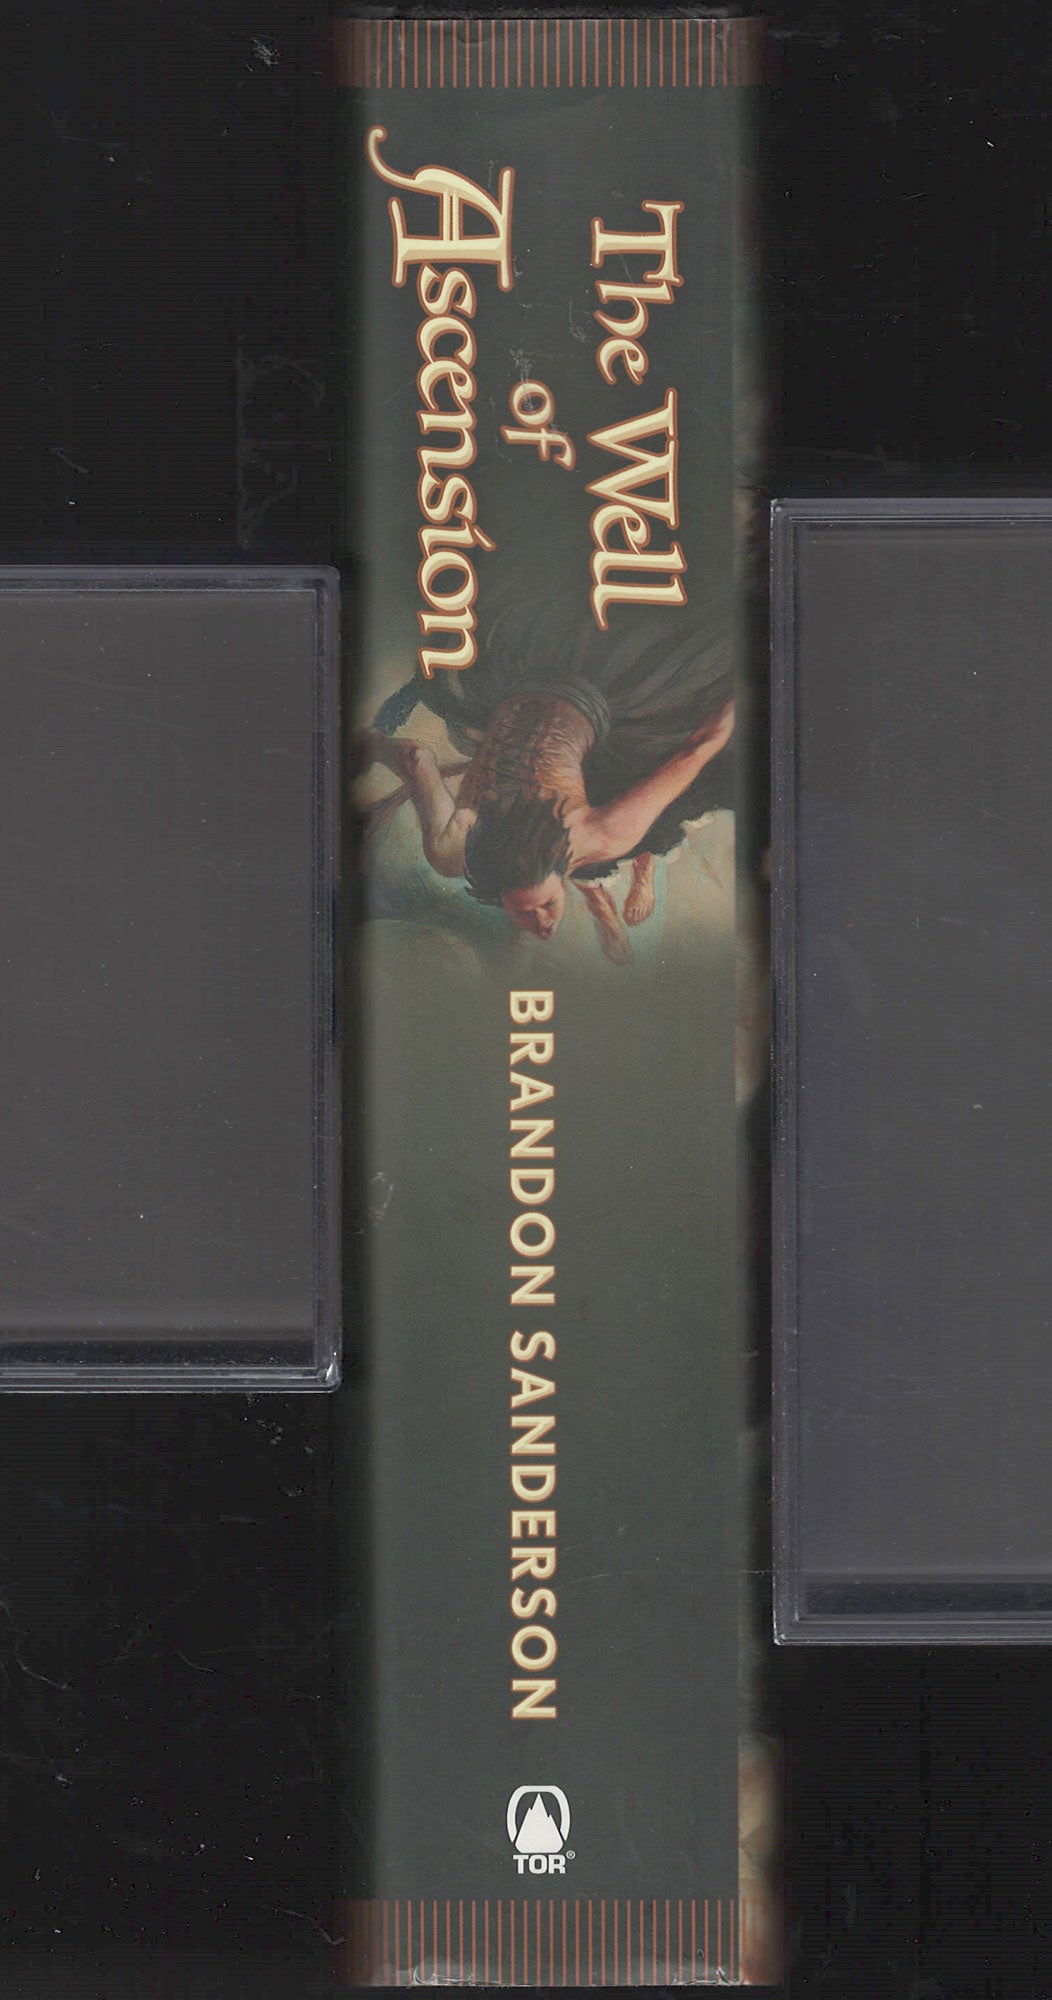 The Well
of
Ascension
BRANDON SANDERSON
TOR®